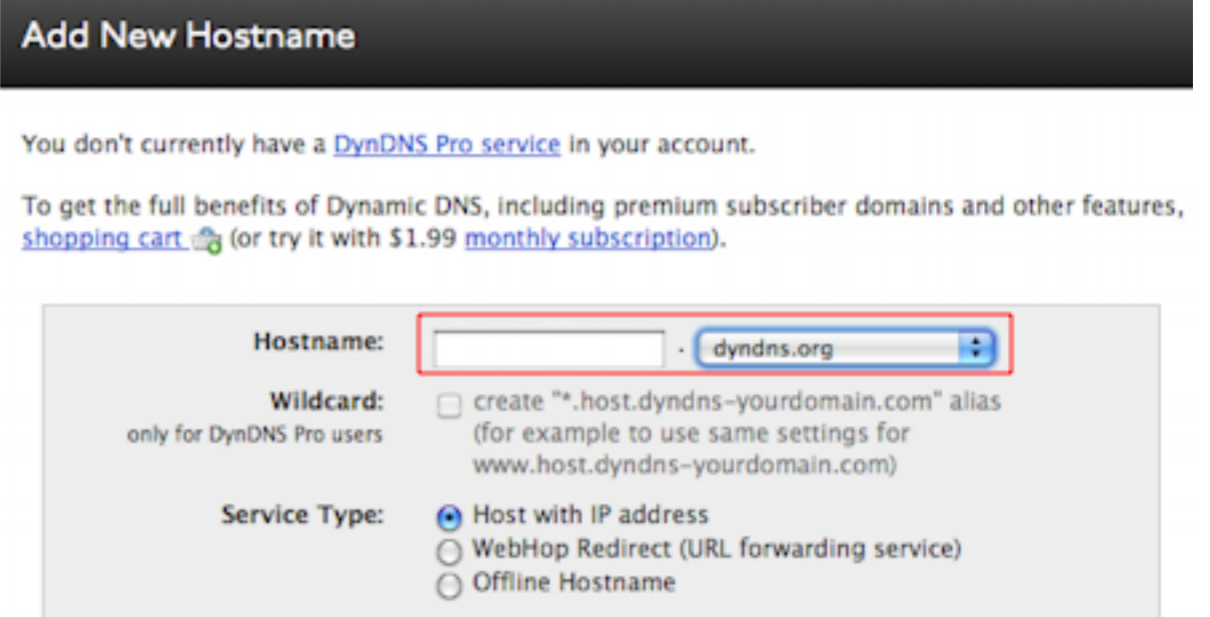 Add New Hostname
You don't currently have a DynDNS Pro service in your account.
To get the full benefits of Dynamic DNS, including premium subscriber domains and other features,
shopping cart (or try it with $1.99 monthly subscription).
Hostname: . dyndns.org
Wildcard: create "*.host.dyndns-yourdomain.com" alias
only for DynDNS Pro users (for example to use same settings for
www.host.dyndns-yourdomain.com)
Service Type: Host with IP address
WebHop Redirect (URL forwarding service)
Offline Hostname